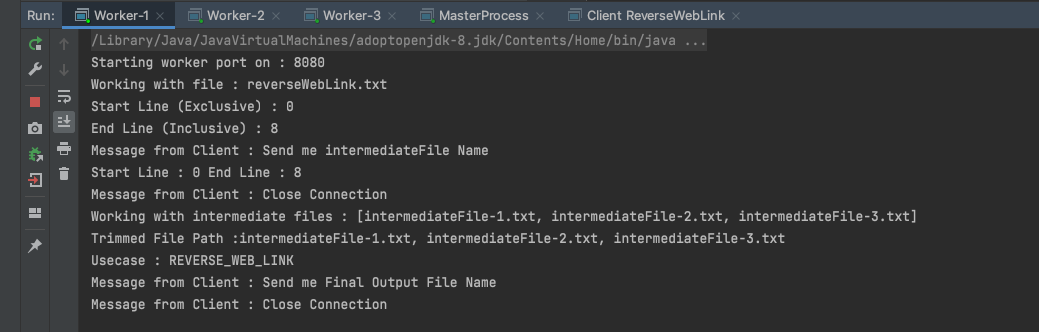 Run: Worker-1 Worker-2 Worker-3 MasterProcess Client ReverseWebLink
/Library/Java/JavaVirtualMachines/adoptopenjdk-8.jdk/Contents/Home/bin/java ...
Starting worker port on : 8080
Working with file : reverseWebLink.txt
Start Line (Exclusive) : 0
End Line (Inclusive) : 8
Message from Client : Send me intermediateFile Name
Start Line : 0 End Line : 8
Message from Client : Close Connection
Working with intermediate files : [intermediateFile-1.txt, intermediateFile-2.txt, intermediateFile-3.txt]
Trimmed File Path :intermediateFile-1.txt, intermediateFile-2.txt, intermediateFile-3.txt
Usecase : REVERSE_WEB_LINK
Message from Client : Send me Final Output File Name
Message from Client : Close Connection